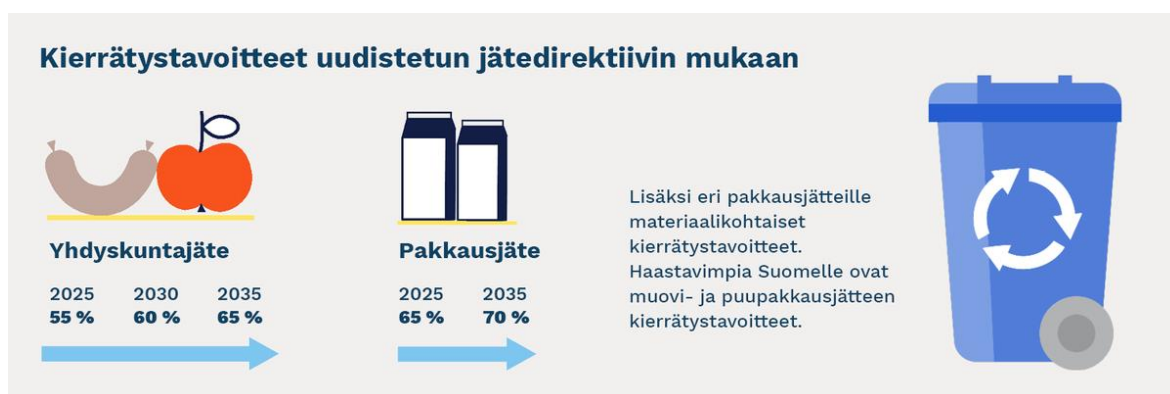 Kierrätystavoitteet uudistetun jätedirektiivin mukaan
Yhdyskuntajäte
2025 2030 2035
55 % 60 % 65 %
Pakkausjäte
2025 2035
65 % 70 %
Lisäksi eri pakkausjätteille
materiaalikohtaiset
kierrätystavoitteet.
Haastavimpia Suomelle ovat
muovi- ja puupakkausjätteen
kierrätystavoitteet.